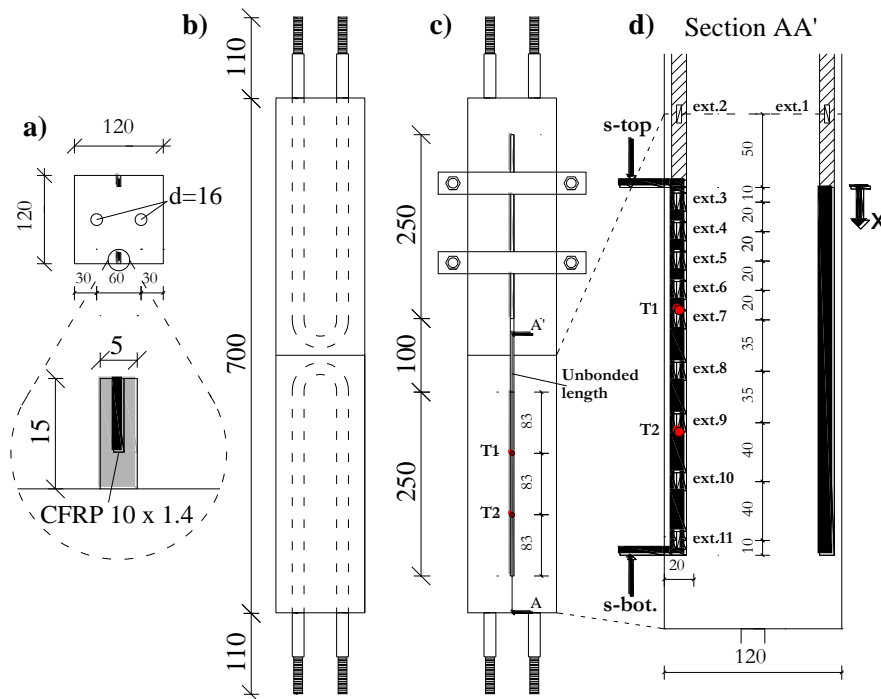 a)
120
120
d=16
30 60 30
5
15
CFRP 10 x 1.4
b)
110
700
110
c)
250
100
250
A'
Unbonded
length
83
T1
83
T2
83
A
d) Section AA'
ext.2
ext.1
s-top
50
10
ext.3
20
ext.4
20
ext.5
20
ext.6
20
T1
ext.7
35
ext.8
35
ext.9
T2
40
ext.10
40
ext.11
10
20
s-bot.
120
X